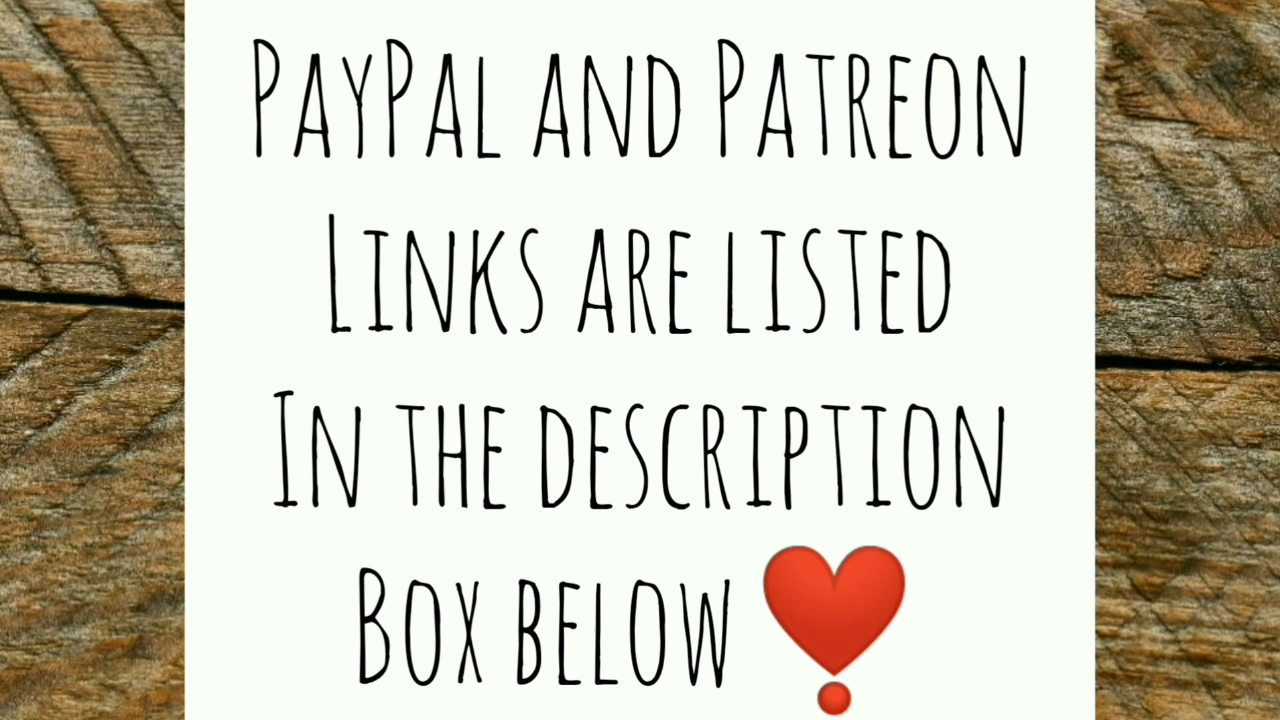 PayPal and Patreon
Links are listed
In the description
Box below ❣